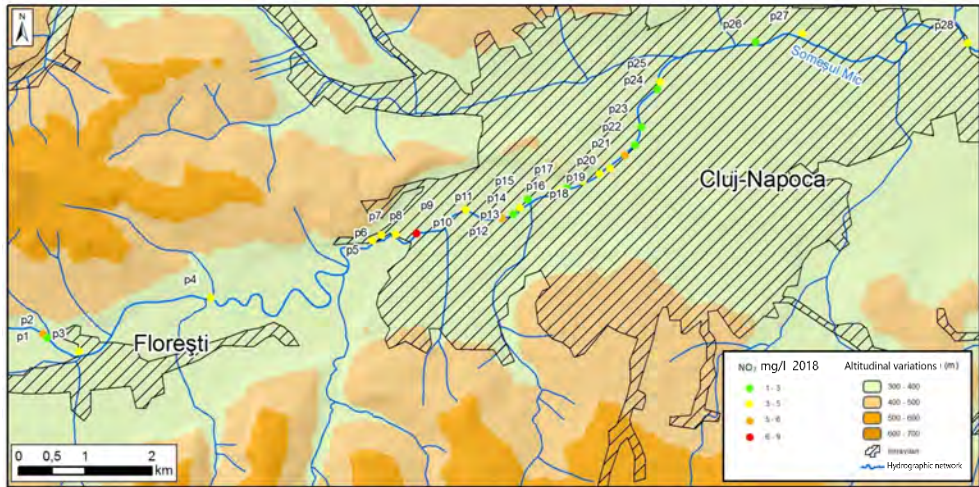 N
p26
p27
p28
Someșul Mic
p25
p24
p23
p22
p21
p20
p19
p18
p17
p16
p15
p14
p13
p12
p11
p10
p9
p8
p7
p6
p5
Cluj-Napoca
p4
p2
p1
p3
Florești
NO₃ mg/l 2018
1 - 3
3 - 5
5 - 6
6 - 9
Altitudinal variations (m)
300 - 400
400 - 500
500 - 600
600 - 700
Intravilan
Hydrographic network
0 0,5 1 2
km